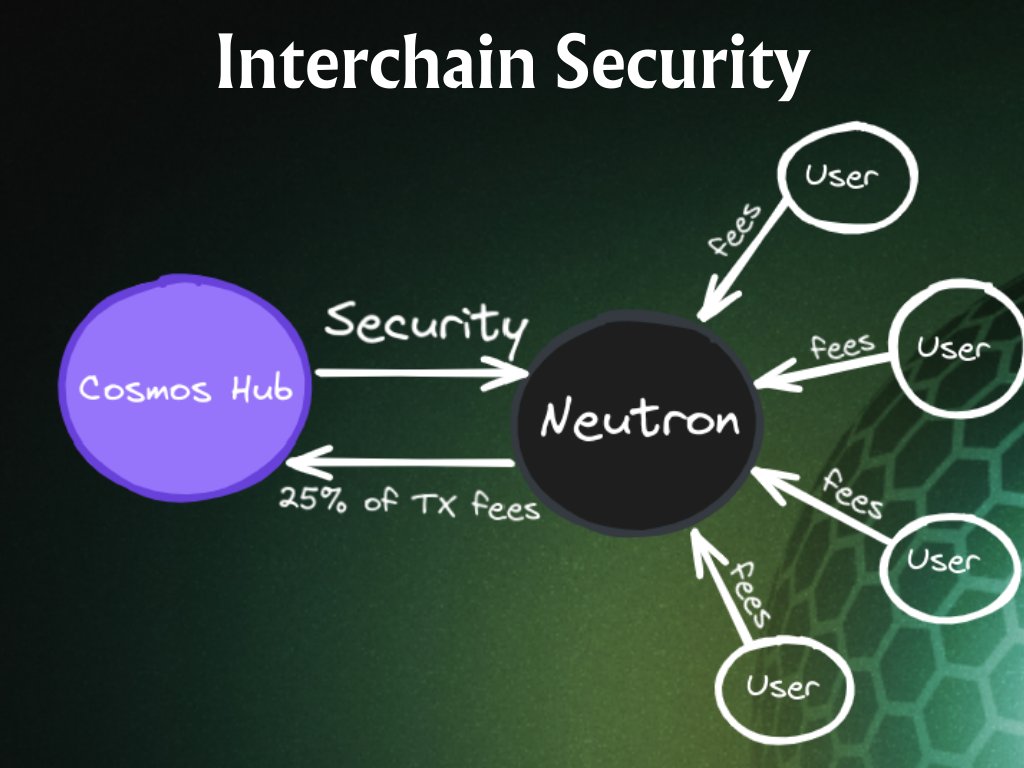 Interchain Security
User
fees
Security
fees
User
Cosmos Hub
Neutron
25% of TX fees
fees
User
fees
User